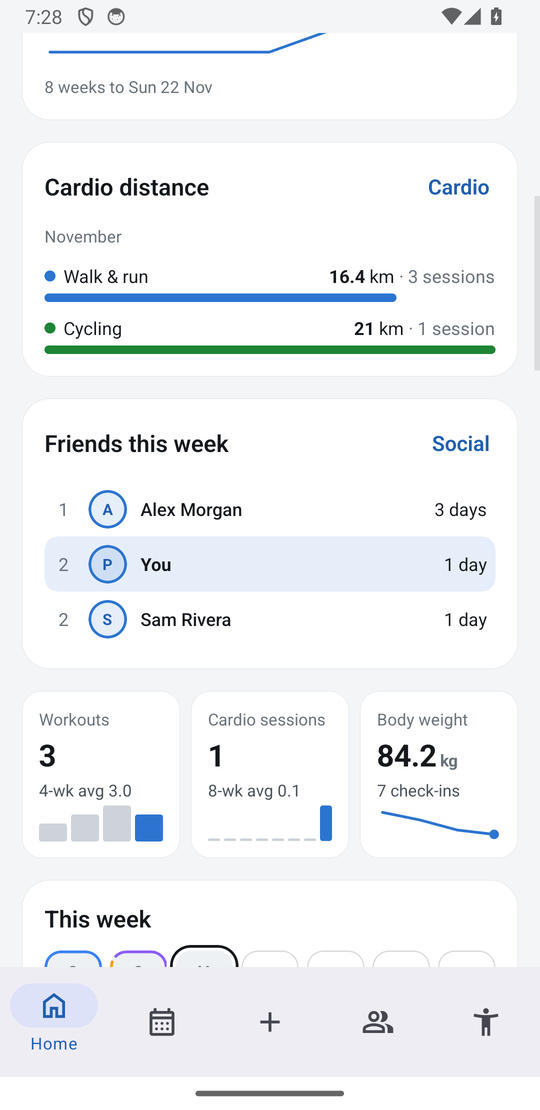 7:28
8 weeks to Sun 22 Nov
Cardio distance Cardio
November
Walk & run 16.4 km · 3 sessions
Cycling 21 km · 1 session
Friends this week Social
1 A Alex Morgan 3 days
2 P You 1 day
2 S Sam Rivera 1 day
Workouts
3
4-wk avg 3.0
Cardio sessions
1
8-wk avg 0.1
Body weight
84.2 kg
7 check-ins
This week
Home